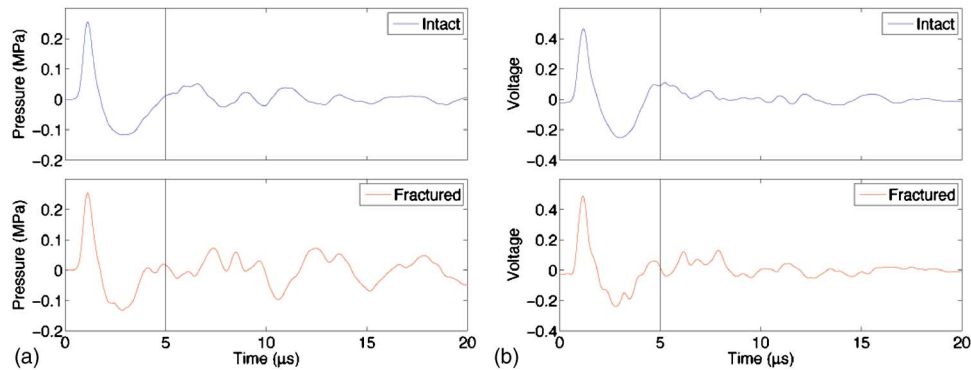 Intact
Pressure (MPa)
0.2
0.1
0
−0.1
−0.2
Intact
Voltage
0.4
0.2
0
−0.2
−0.4
Fractured
Pressure (MPa)
0.2
0.1
0
−0.1
0.2
0 5 10 15 20
Time (μs)
(a)
Fractured
Voltage
0.4
0.2
0
−0.2
−0.4
0 5 10 15 20
Time (μs)
(b)